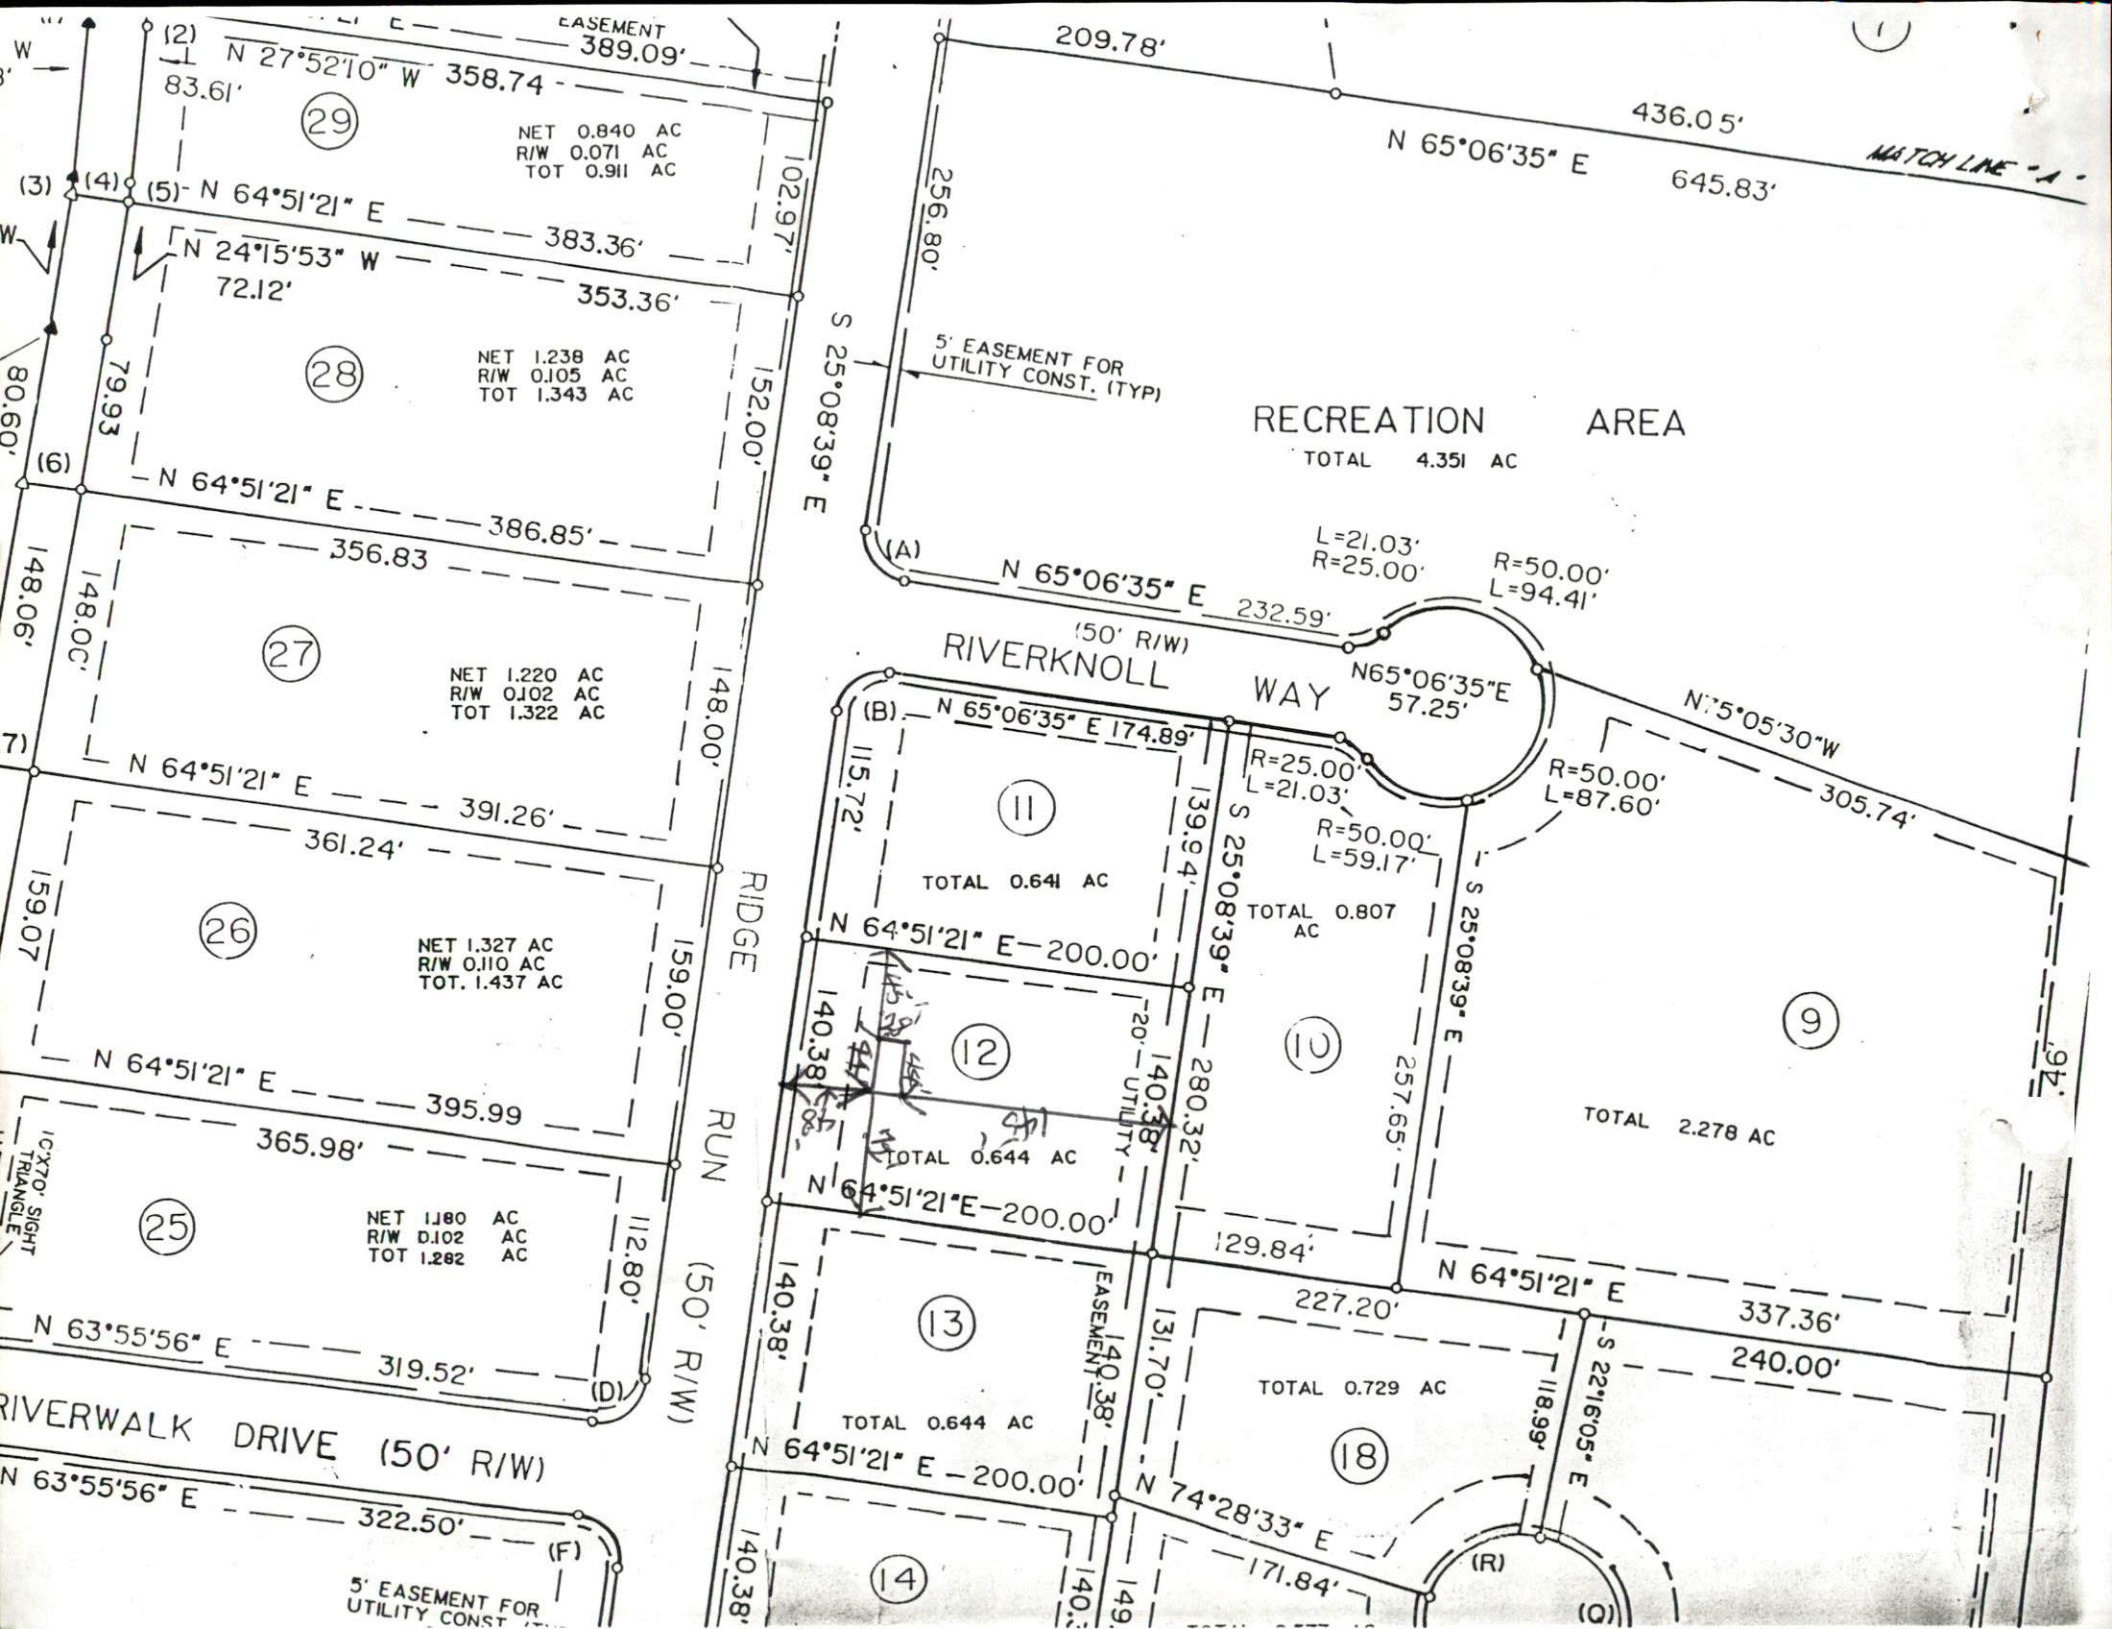 EASEMENT
389.09'
(2)
N 27°52'10" W 358.74
83.61'
29
NET 0.840 AC
R/W 0.071 AC
TOT 0.911 AC
102.97'
W
(3)
(4)
(5)
N 64°51'21" E
383.36'
W
N 24°15'53" W
72.12'
353.36'
28
NET 1.238 AC
R/W 0.105 AC
TOT 1.343 AC
152.00'
79.93
80.60'
(6)
N 64°51'21" E
386.85'
356.83
148.06'
148.00'
27
NET 1.220 AC
R/W 0.102 AC
TOT 1.322 AC
148.00'
7)
N 64°51'21" E
391.26'
361.24'
159.07
26
NET 1.327 AC
R/W 0.110 AC
TOT. 1.437 AC
159.00'
N 64°51'21" E
395.99
365.98'
SIGHT
TRIANGLE
25
NET 1.180 AC
R/W 0.102 AC
TOT 1.282 AC
112.80'
N 63°55'56" E
319.52'
(D)
RIVERWALK DRIVE (50' R/W)
N 63°55'56" E
322.50'
(F)
5' EASEMENT FOR
UTILITY CONST
S 25°08'39" E
RIDGE RUN (50' R/W)
209.78'
1
436.05'
N 65°06'35" E
645.83'
MATCH LINE "A"
256.80'
5' EASEMENT FOR
UTILITY CONST. (TYP)
RECREATION AREA
TOTAL 4.351 AC
L=21.03'
R=25.00'
R=50.00'
L=94.41'
(A)
N 65°06'35" E
232.59'
(50' R/W)
RIVERKNOLL WAY
N65°06'35"E
57.25'
N75°05'30"W
305.74'
(B)
N 65°06'35" E 174.89'
R=25.00'
L=21.03'
R=50.00'
L=87.60'
R=50.00'
L=59.17'
115.72'
11
TOTAL 0.641 AC
139.94'
S 25°08'39" E
280.32'
TOTAL 0.807
AC
10
257.65'
S 25°08'39" E
9
TOTAL 2.278 AC
N 64°51'21" E
200.00'
140.38'
12
20' UTILITY
140.38'
TOTAL 0.644 AC
N 64°51'21"E
200.00'
129.84'
N 64°51'21" E
337.36'
227.20'
240.00'
140.38'
13
EASEMENT
140.38'
131.70'
TOTAL 0.644 AC
TOTAL 0.729 AC
18
118.99'
S 22°16'05" E
N 64°51'21" E
200.00'
N 74°28'33" E
171.84'
(R)
(Q)
140.38'
14
140.
149.